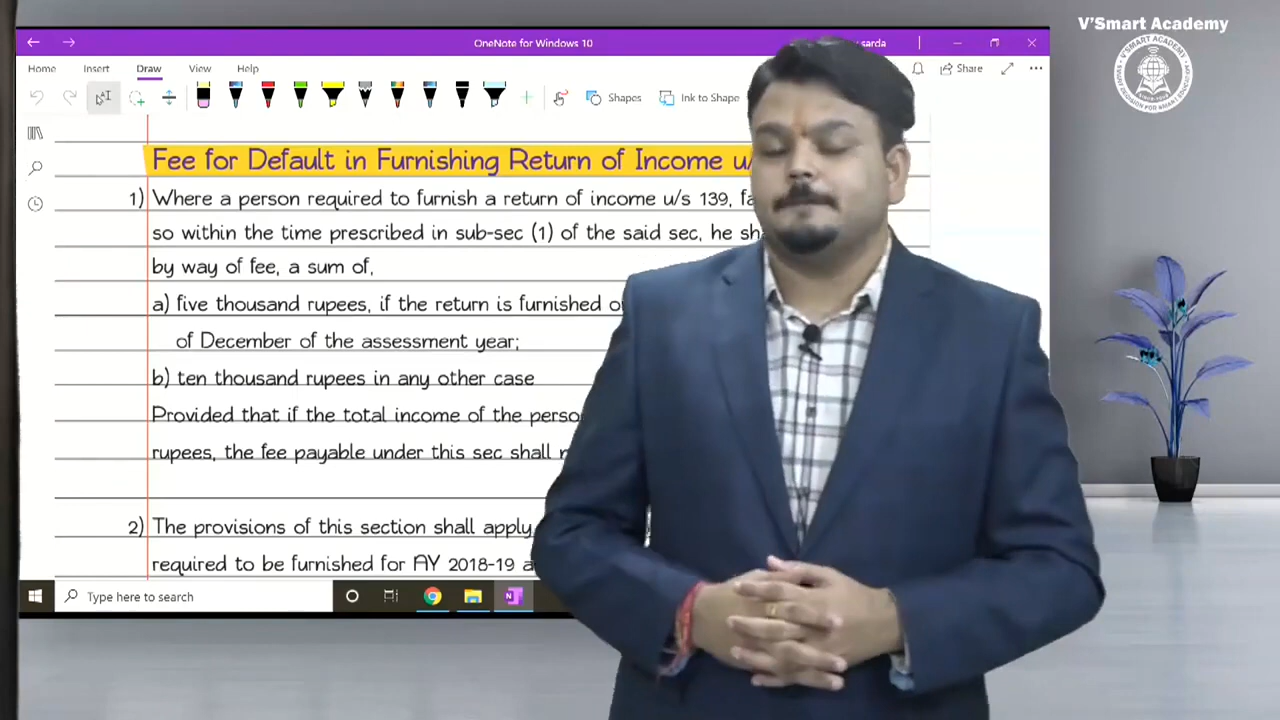 V'Smart Academy
V'SMART ACADEMY
OneNote for Windows 10
sarda
Home Insert Draw View Help
Share
Shapes Ink to Shape
Fee for Default in Furnishing Return of Income u/
1) Where a person required to furnish a return of income u/s 139, fa
so within the time prescribed in sub-sec (1) of the said sec, he sh
by way of fee, a sum of,
a) five thousand rupees, if the return is furnished o
of December of the assessment year;
b) ten thousand rupees in any other case
Provided that if the total income of the perso
rupees, the fee payable under this sec shall
2) The provisions of this section shall apply
required to be furnished for AY 2018-19 a
Type here to search